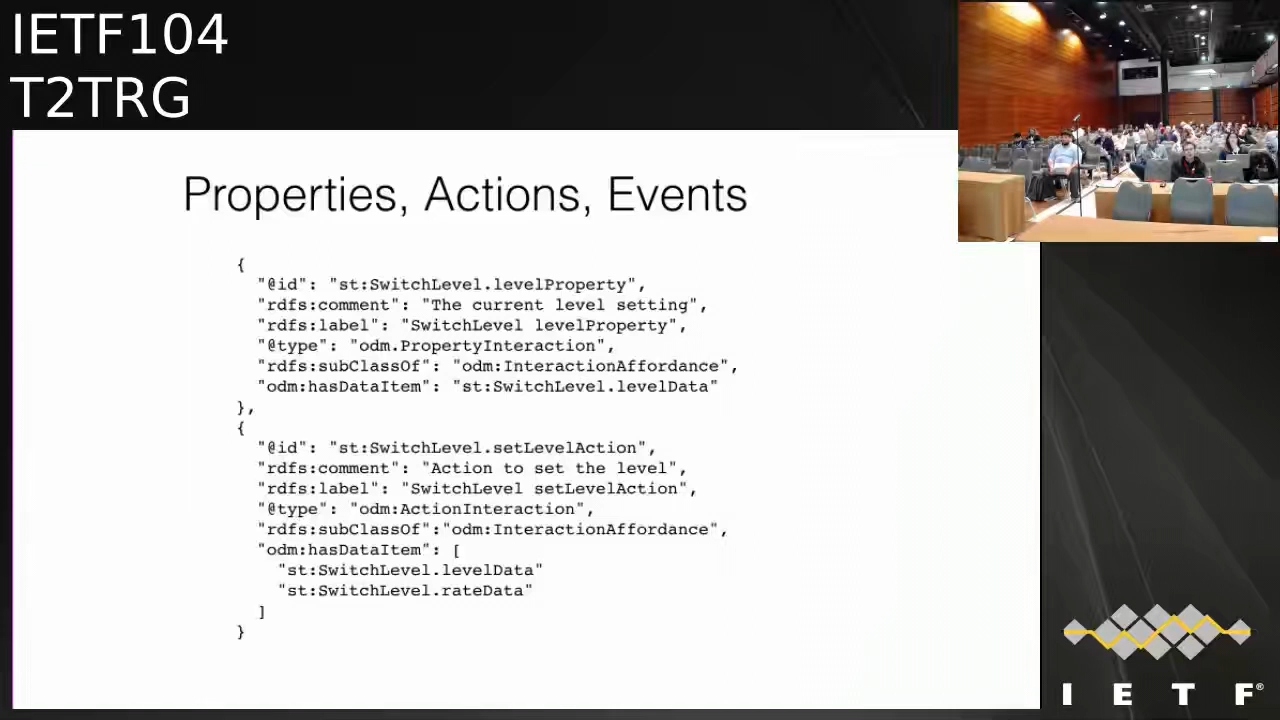 IETF104
T2TRG
Properties, Actions, Events
{
"@id": "st:SwitchLevel.levelProperty",
"rdfs:comment": "The current level setting",
"rdfs:label": "SwitchLevel levelProperty",
"@type": "odm.PropertyInteraction",
"rdfs:subClassOf": "odm:InteractionAffordance",
"odm:hasDataItem": "st:SwitchLevel.levelData"
},
{
"@id": "st:SwitchLevel.setLevelAction",
"rdfs:comment": "Action to set the level",
"rdfs:label": "SwitchLevel setLevelAction",
"@type": "odm:ActionInteraction",
"rdfs:subClassOf":"odm:InteractionAffordance",
"odm:hasDataItem": [
"st:SwitchLevel.levelData"
"st:SwitchLevel.rateData"
]
}
I E T F®